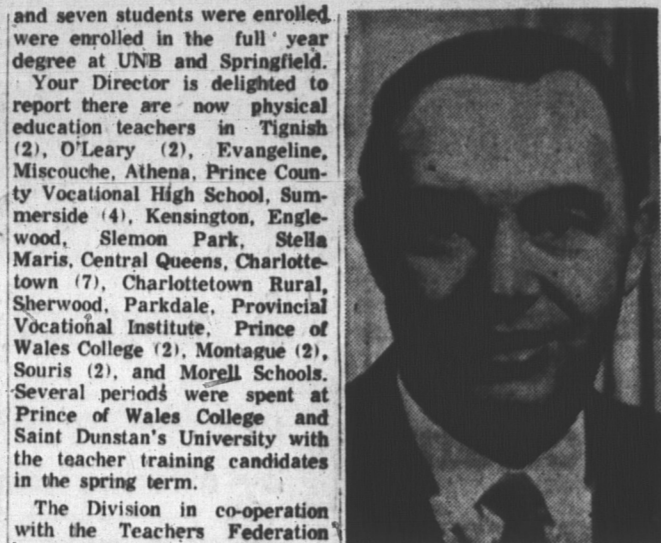 and seven students were enrolled
were enrolled in the full year
degree at UNB and Springfield.
Your Director is delighted to
report there are now physical
education teachers in Tignish
(2), O'Leary (2), Evangeline,
Miscouche, Athena, Prince Coun-
ty Vocational High School, Sum-
merside (4), Kensington, Engle-
wood, Slemon Park, Stella
Maris, Central Queens, Charlotte-
town (7), Charlottetown Rural,
Sherwood, Parkdale, Provincial
Vocational Institute, Prince of
Wales College (2), Montague (2),
Souris (2), and Morell Schools.
Several periods were spent at
Prince of Wales College and
Saint Dunstan's University with
the teacher training candidates
in the spring term.
The Division in co-operation
with the Teachers Federation